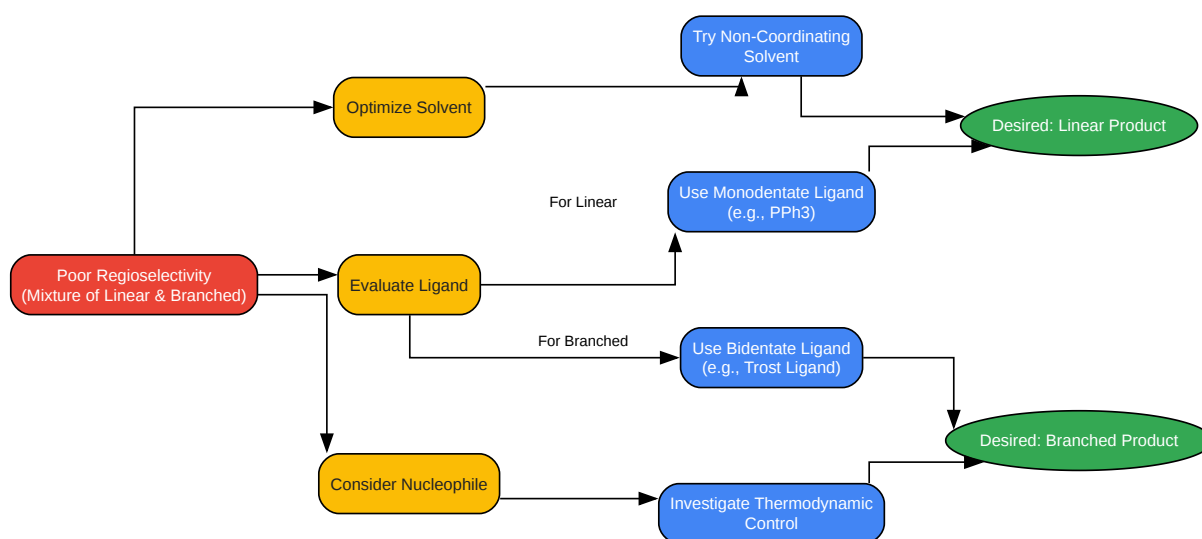 Try Non-Coordinating
Solvent
Optimize Solvent
Desired: Linear Product
Use Monodentate Ligand
(e.g., PPh3)
For Linear
Poor Regioselectivity
(Mixture of Linear & Branched)
Evaluate Ligand
For Branched
Use Bidentate Ligand
(e.g., Trost Ligand)
Desired: Branched Product
Consider Nucleophile
Investigate Thermodynamic
Control